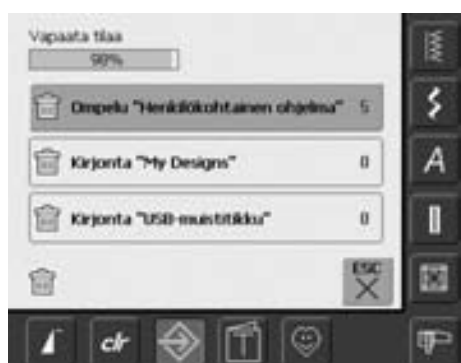 Vapaata tilaa
98%
Ompelu "Henkilökohtainen ohjelma" 5
Kirjonta "My Designs" 0
Kirjonta "USB-muistitikku" 0
ESC
A
clr